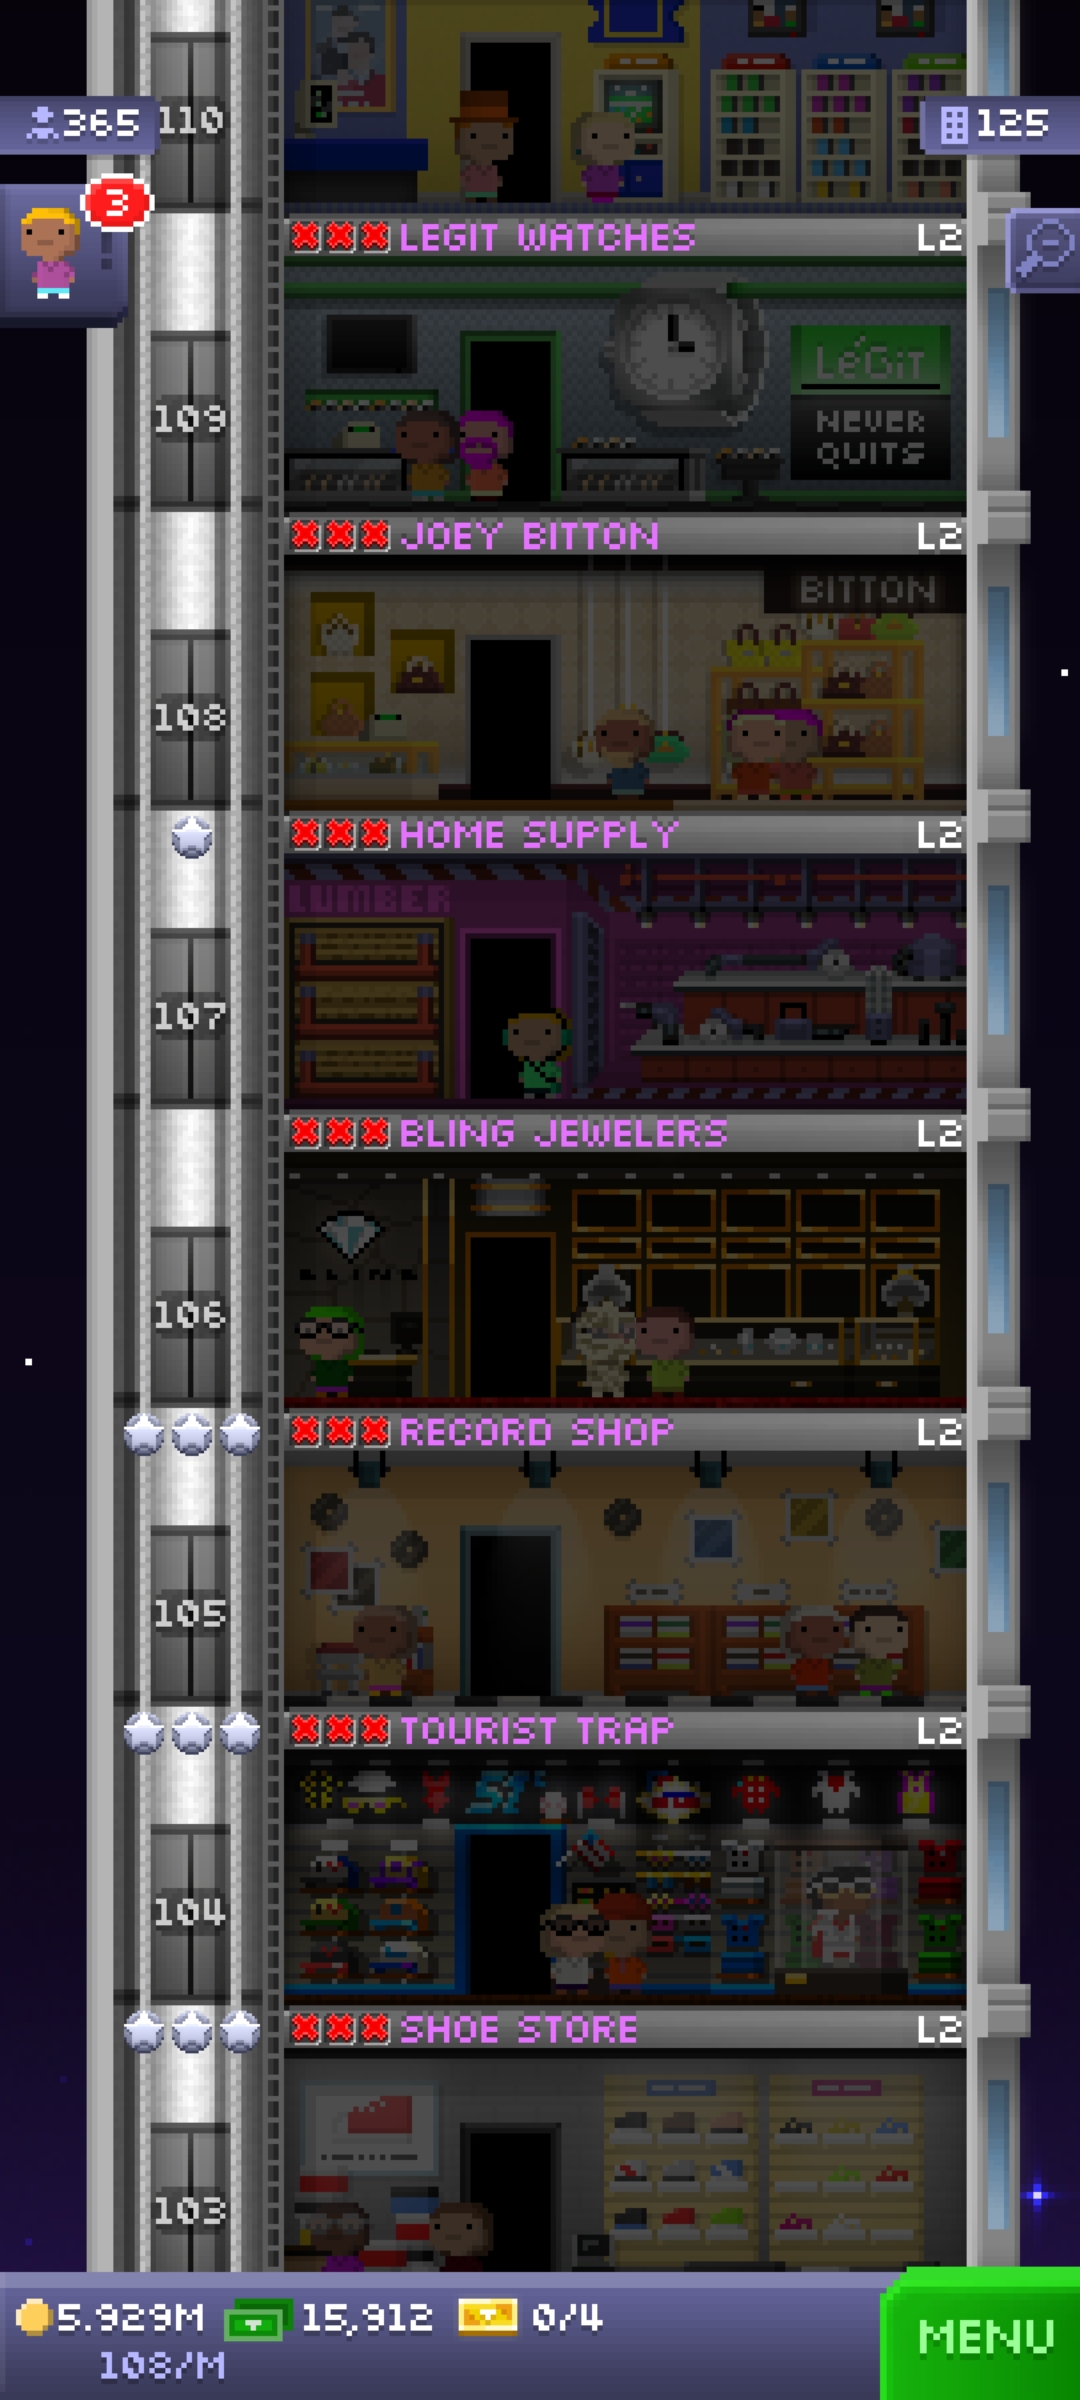 365
110
125
3
LEGIT WATCHES L2
LéGiT
NEVER
QUITS
109
JOEY BITTON L2
BITTON
108
HOME SUPPLY L2
LUMBER
107
BLING JEWELERS L2
BLING
106
RECORD SHOP L2
105
TOURIST TRAP L2
104
SHOE STORE L2
103
5.929M 15,912 0/4
108/M
MENU